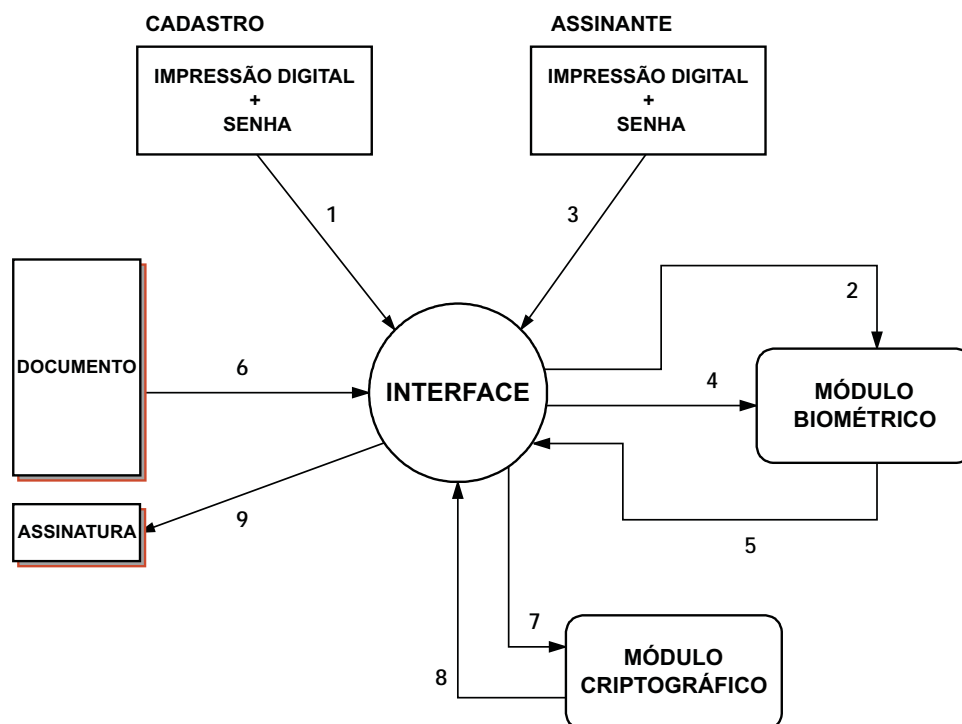 CADASTRO
IMPRESSÃO DIGITAL
+
SENHA
ASSINANTE
IMPRESSÃO DIGITAL
+
SENHA
1
3
2
DOCUMENTO
6
INTERFACE
4
MÓDULO
BIOMÉTRICO
ASSINATURA
9
5
7
8
MÓDULO
CRIPTOGRÁFICO